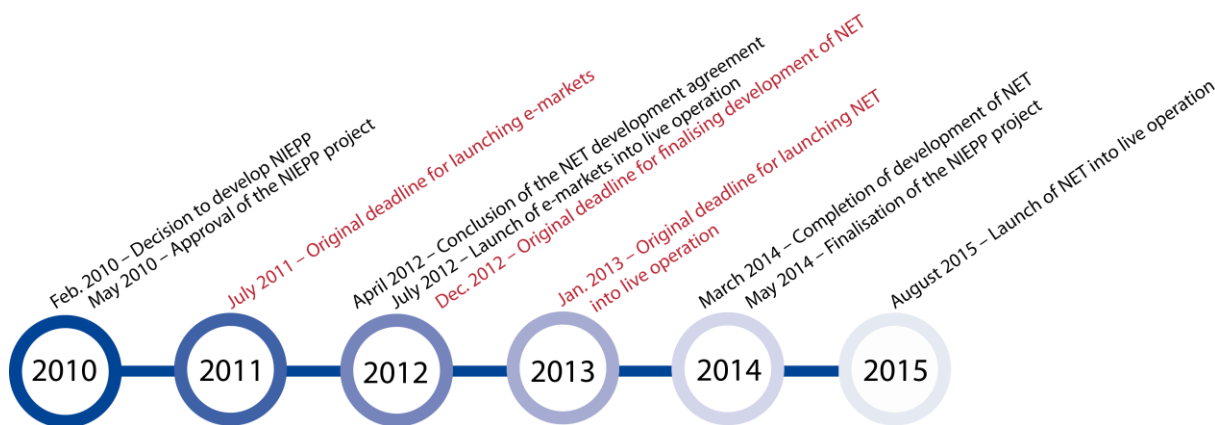 Feb. 2010 – Decision to develop NIEPP
May 2010 – Approval of the NIEPP project
July 2011 – Original deadline for launching e-markets
April 2012 – Conclusion of the NET development agreement
July 2012 – Launch of e-markets into live operation
Dec. 2012 – Original deadline for finalising development of NET
Jan. 2013 – Original deadline for launching NET
into live operation
March 2014 – Completion of development of NET
May 2014 – Finalisation of the NIEPP project
August 2015 – Launch of NET into live operation
2010
2011
2012
2013
2014
2015